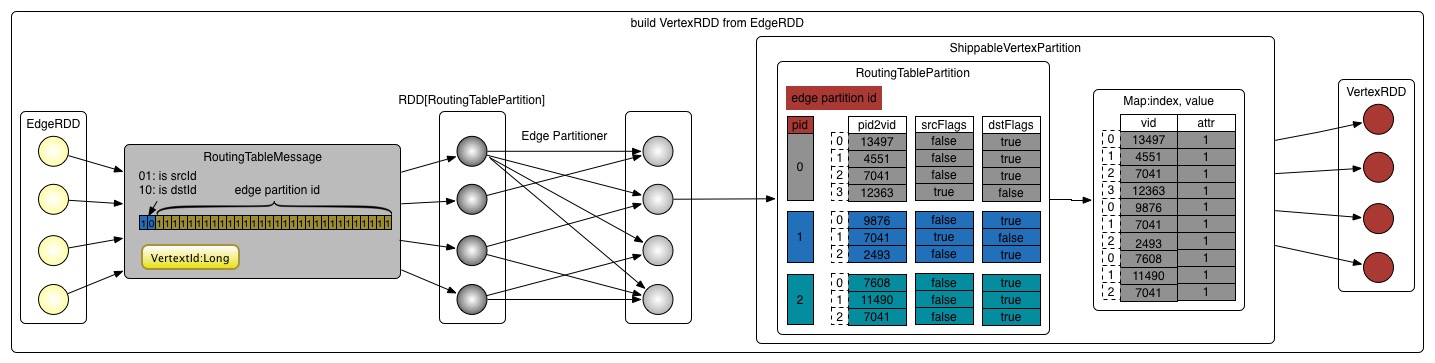 build VertexRDD from EdgeRDD
EdgeRDD
RoutingTableMessage
01: is srcId
10: is dstId
edge partition id
1 0 1 1 1 1 1 1 1 1 1 1 1 1 1 1 1 1 1 1 1 1 1 1 1 1 1 1 1 1 1 1
VertextId:Long
RDD[RoutingTablePartition]
Edge Partitioner
ShippableVertexPartition
RoutingTablePartition
edge partition id
pid pid2vid srcFlags dstFlags
0
0 13497 false true
1 4551 false true
2 7041 false true
3 12363 true false
1
0 9876 false true
1 7041 true false
2 2493 false true
2
0 7608 false true
1 11490 false true
2 7041 false true
Map:index, value
vid attr
0 13497 1
1 4551 1
2 7041 1
3 12363 1
0 9876 1
1 7041 1
2 2493 1
0 7608 1
1 11490 1
2 7041 1
VertexRDD